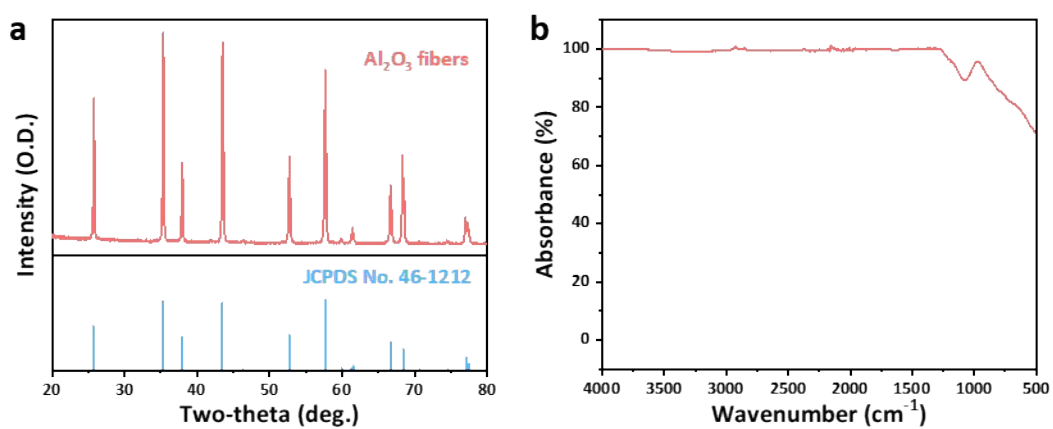 a
Intensity (O.D.)
Al₂O₃ fibers
JCPDS No. 46-1212
20 30 40 50 60 70 80
Two-theta (deg.)
b
Absorbance (%)
100
80
60
40
20
0
4000 3500 3000 2500 2000 1500 1000 500
Wavenumber (cm⁻¹)